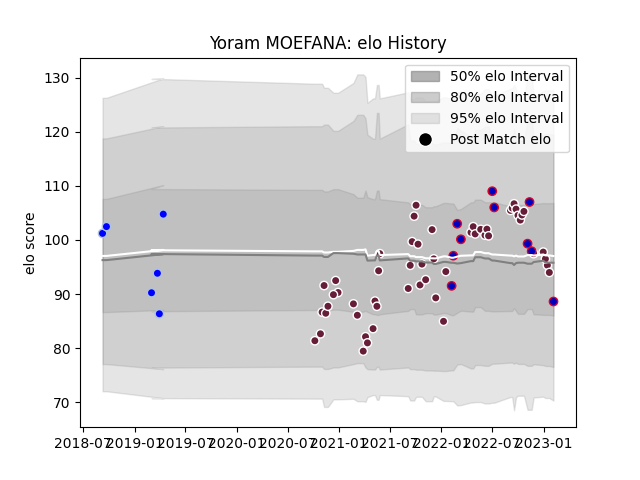 Yoram MOEFANA: elo History
130
120
110
100
90
80
70
elo score
50% elo Interval
80% elo Interval
95% elo Interval
Post Match elo
2018-07 2019-01 2019-07 2020-01 2020-07 2021-01 2021-07 2022-01 2022-07 2023-01